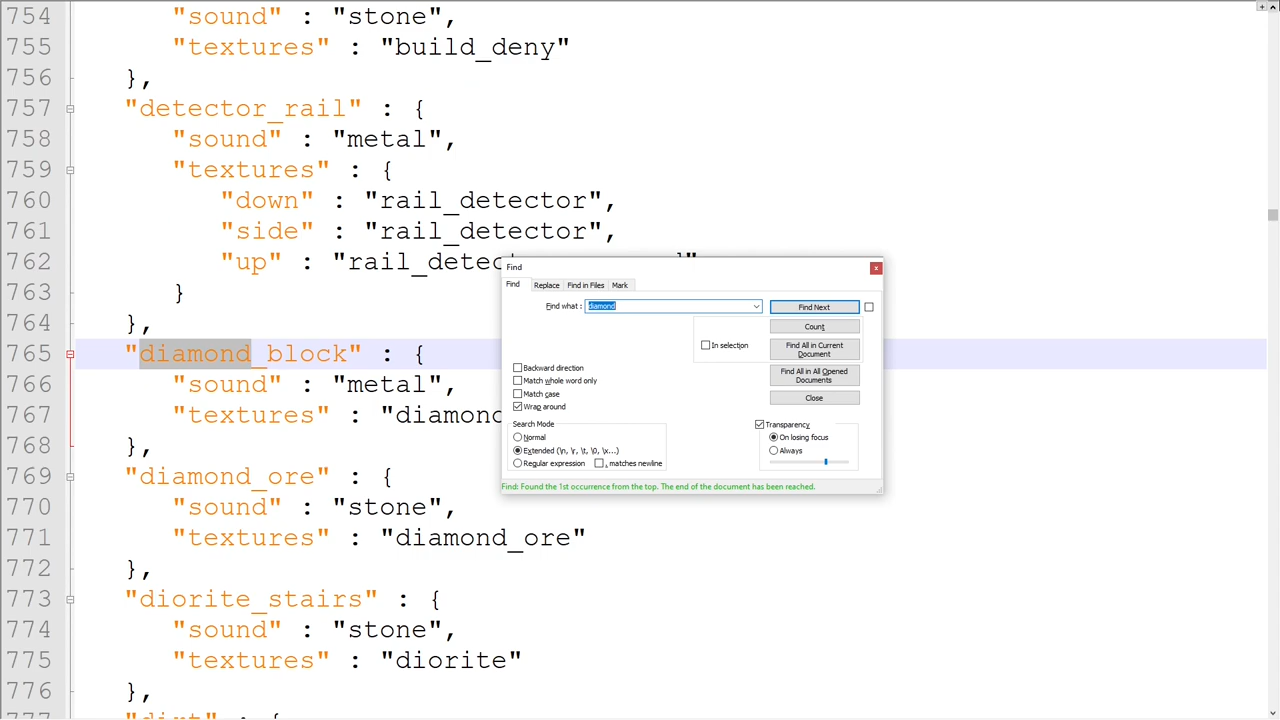 754 "sound" : "stone",
755 "textures" : "build_deny"
756 },
757 "detector_rail" : {
758 "sound" : "metal",
759 "textures" : {
760 "down" : "rail_detector",
761 "side" : "rail_detector",
762 "up" : "rail_detec
763 }
764 },
765 "diamond_block" : {
766 "sound" : "metal",
767 "textures" : "diamond
768 },
769 "diamond_ore" : {
770 "sound" : "stone",
771 "textures" : "diamond_ore"
772 },
773 "diorite_stairs" : {
774 "sound" : "stone",
775 "textures" : "diorite"
776 },
777 "dirt" : {
Find
Find Replace Find in Files Mark
Find what : diamond Find Next
Count
In selection Find All in Current Document
Find All in All Opened Documents
Close
Backward direction
Match whole word only
Match case
Wrap around
Search Mode
Normal
Extended (\n, \r, \t, \0, \x...)
Regular expression . matches newline
Transparency
On losing focus
Always
Find: Found the 1st occurrence from the top. The end of the document has been reached.